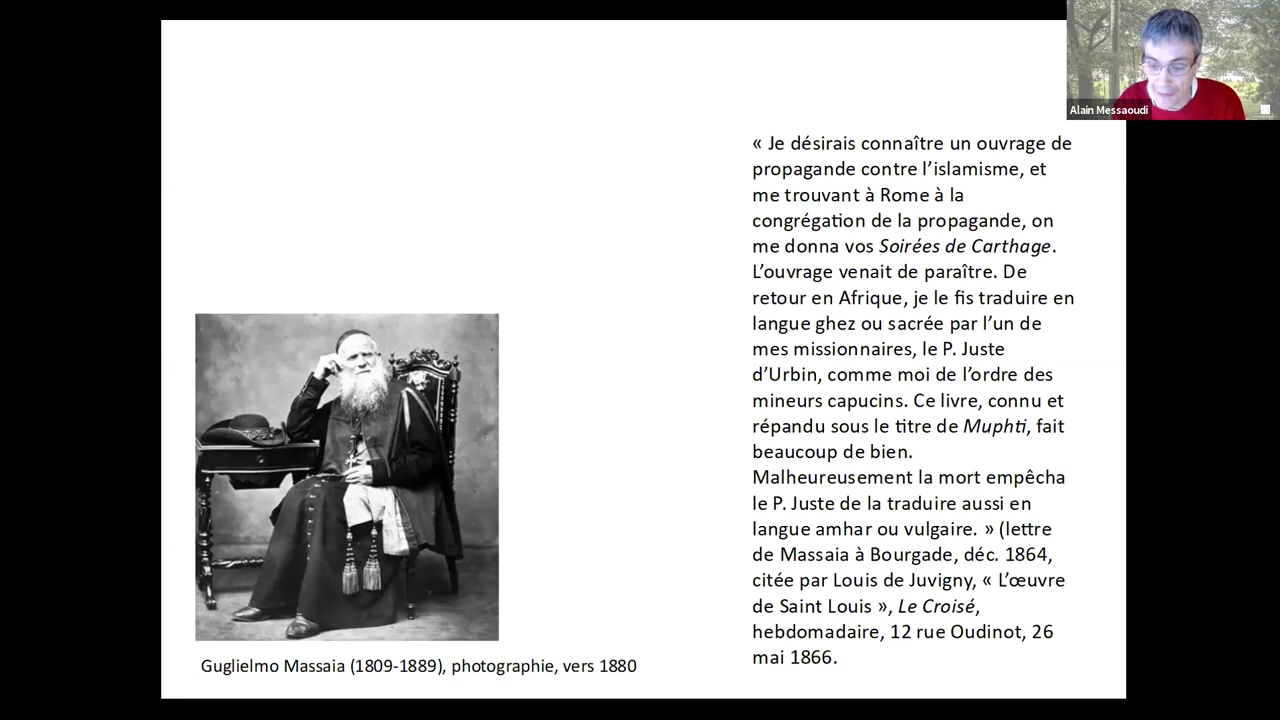 Alain Messaoudi
« Je désirais connaître un ouvrage de
propagande contre l’islamisme, et
me trouvant à Rome à la
congrégation de la propagande, on
me donna vos Soirées de Carthage.
L’ouvrage venait de paraître. De
retour en Afrique, je le fis traduire en
langue ghez ou sacrée par l’un de
mes missionnaires, le P. Juste
d’Urbin, comme moi de l’ordre des
mineurs capucins. Ce livre, connu et
répandu sous le titre de Muphti, fait
beaucoup de bien.
Malheureusement la mort empêcha
le P. Juste de la traduire aussi en
langue amhar ou vulgaire. » (lettre
de Massaia à Bourgade, déc. 1864,
citée par Louis de Juvigny, « L’œuvre
de Saint Louis », Le Croisé,
hebdomadaire, 12 rue Oudinot, 26
mai 1866.
Guglielmo Massaia (1809-1889), photographie, vers 1880